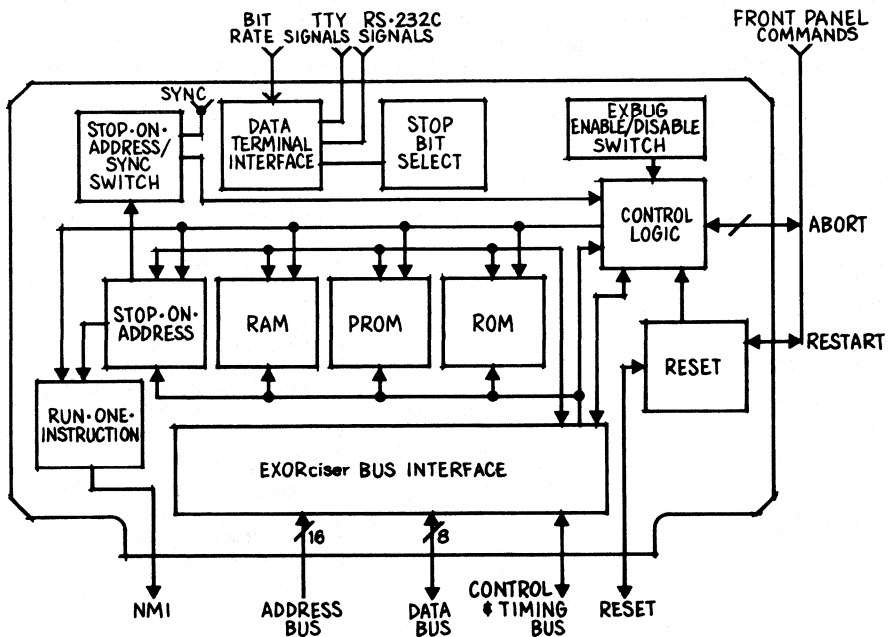 BIT
RATE SIGNALS
TTY
SIGNALS
RS·232C
SIGNALS
FRONT PANEL
COMMANDS
SYNC
STOP·ON·
ADDRESS/
SYNC
SWITCH
DATA
TERMINAL
INTERFACE
STOP
BIT
SELECT
EXBUG
ENABLE/DISABLE
SWITCH
CONTROL
LOGIC
ABORT
STOP·ON·
ADDRESS
RAM
PROM
ROM
RESET
RESTART
RUN·ONE·
INSTRUCTION
EXORciser BUS INTERFACE
16
8
NMI
ADDRESS
BUS
DATA
BUS
CONTROL
& TIMING
BUS
RESET